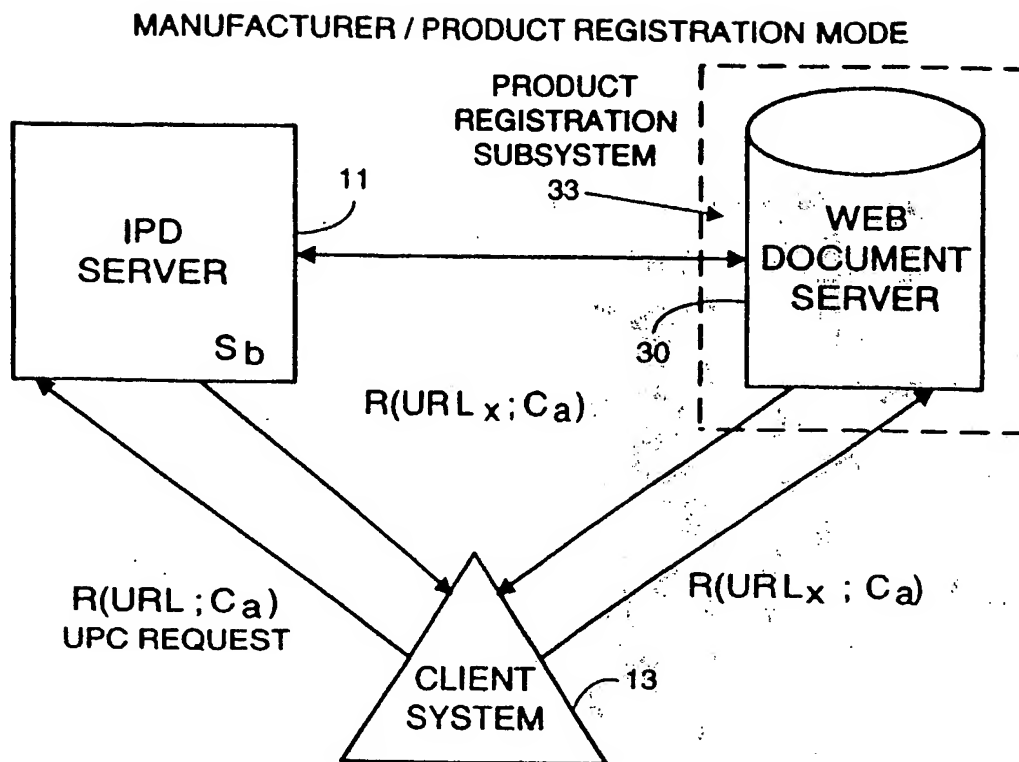 MANUFACTURER / PRODUCT REGISTRATION MODE
PRODUCT
REGISTRATION
SUBSYSTEM
33
11
IPD
SERVER
Sb
WEB
DOCUMENT
SERVER
30
R(URLx;Ca)
R(URL;Ca)
UPC REQUEST
R(URLx ; Ca)
CLIENT
SYSTEM
13